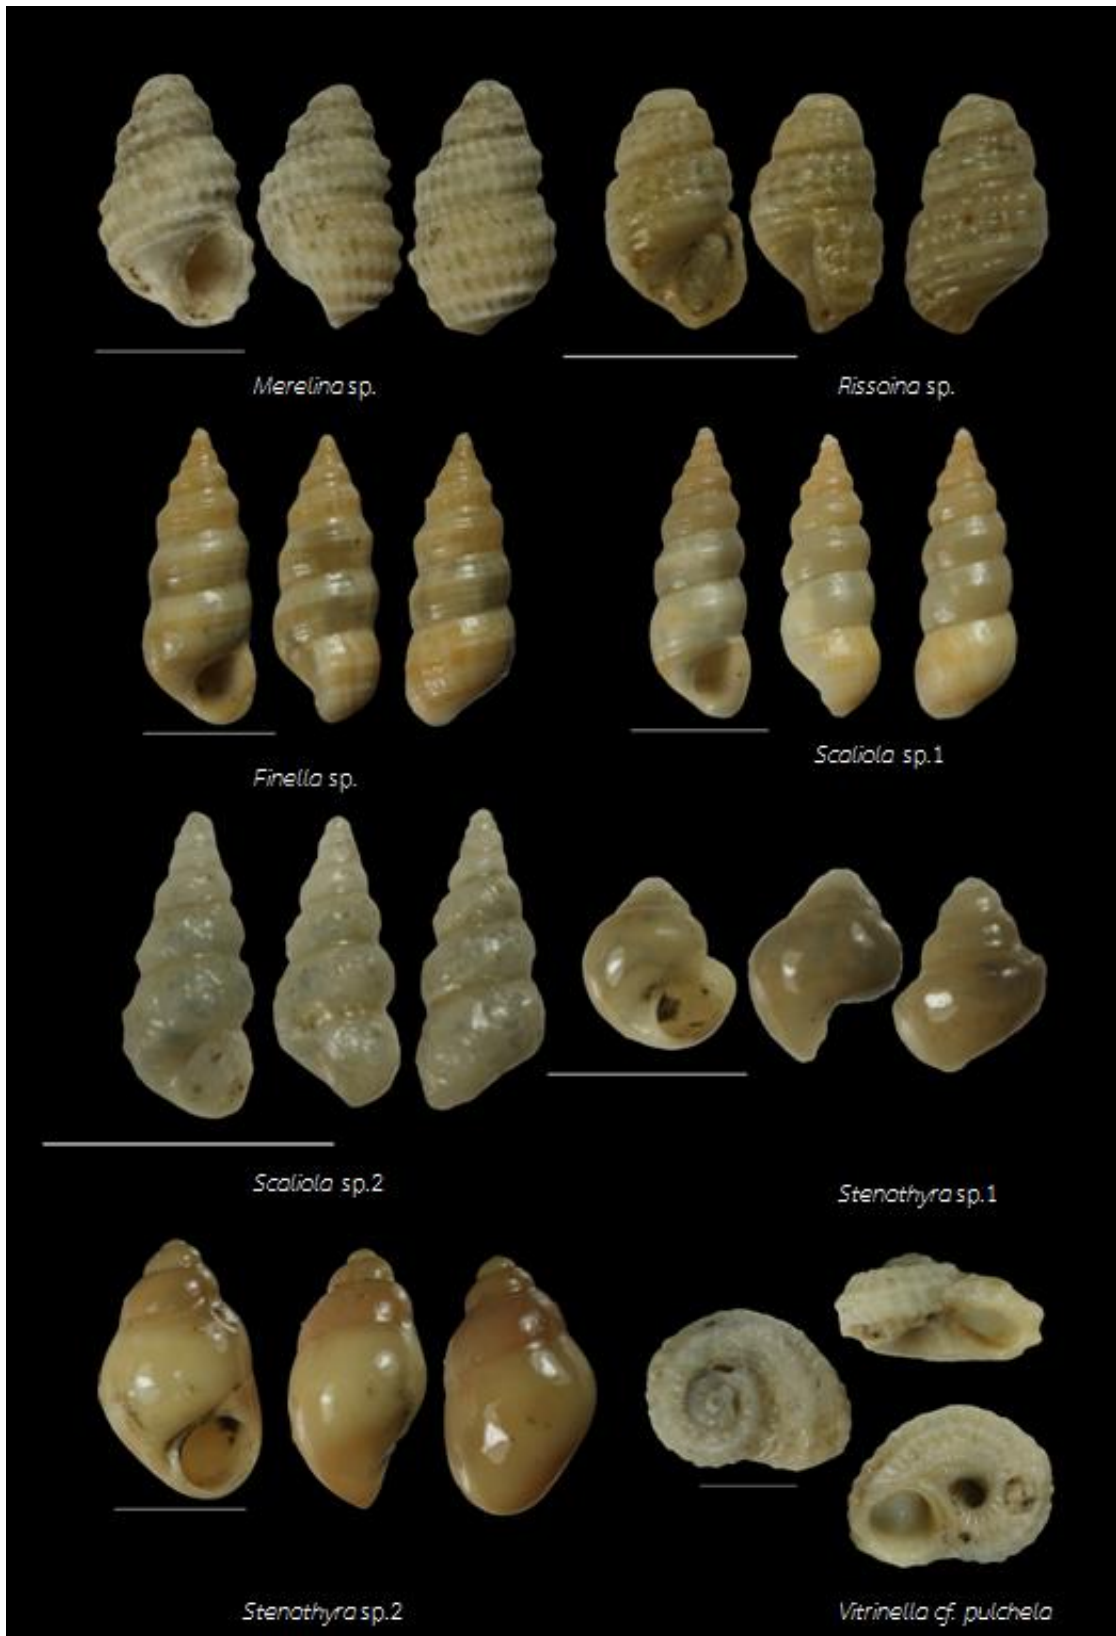 Merelina sp.
Rissoina sp.
Finella sp.
Scaliola sp.1
Scaliola sp.2
Stenothyra sp.1
Stenothyra sp.2
Vitrinella cf. pulchela